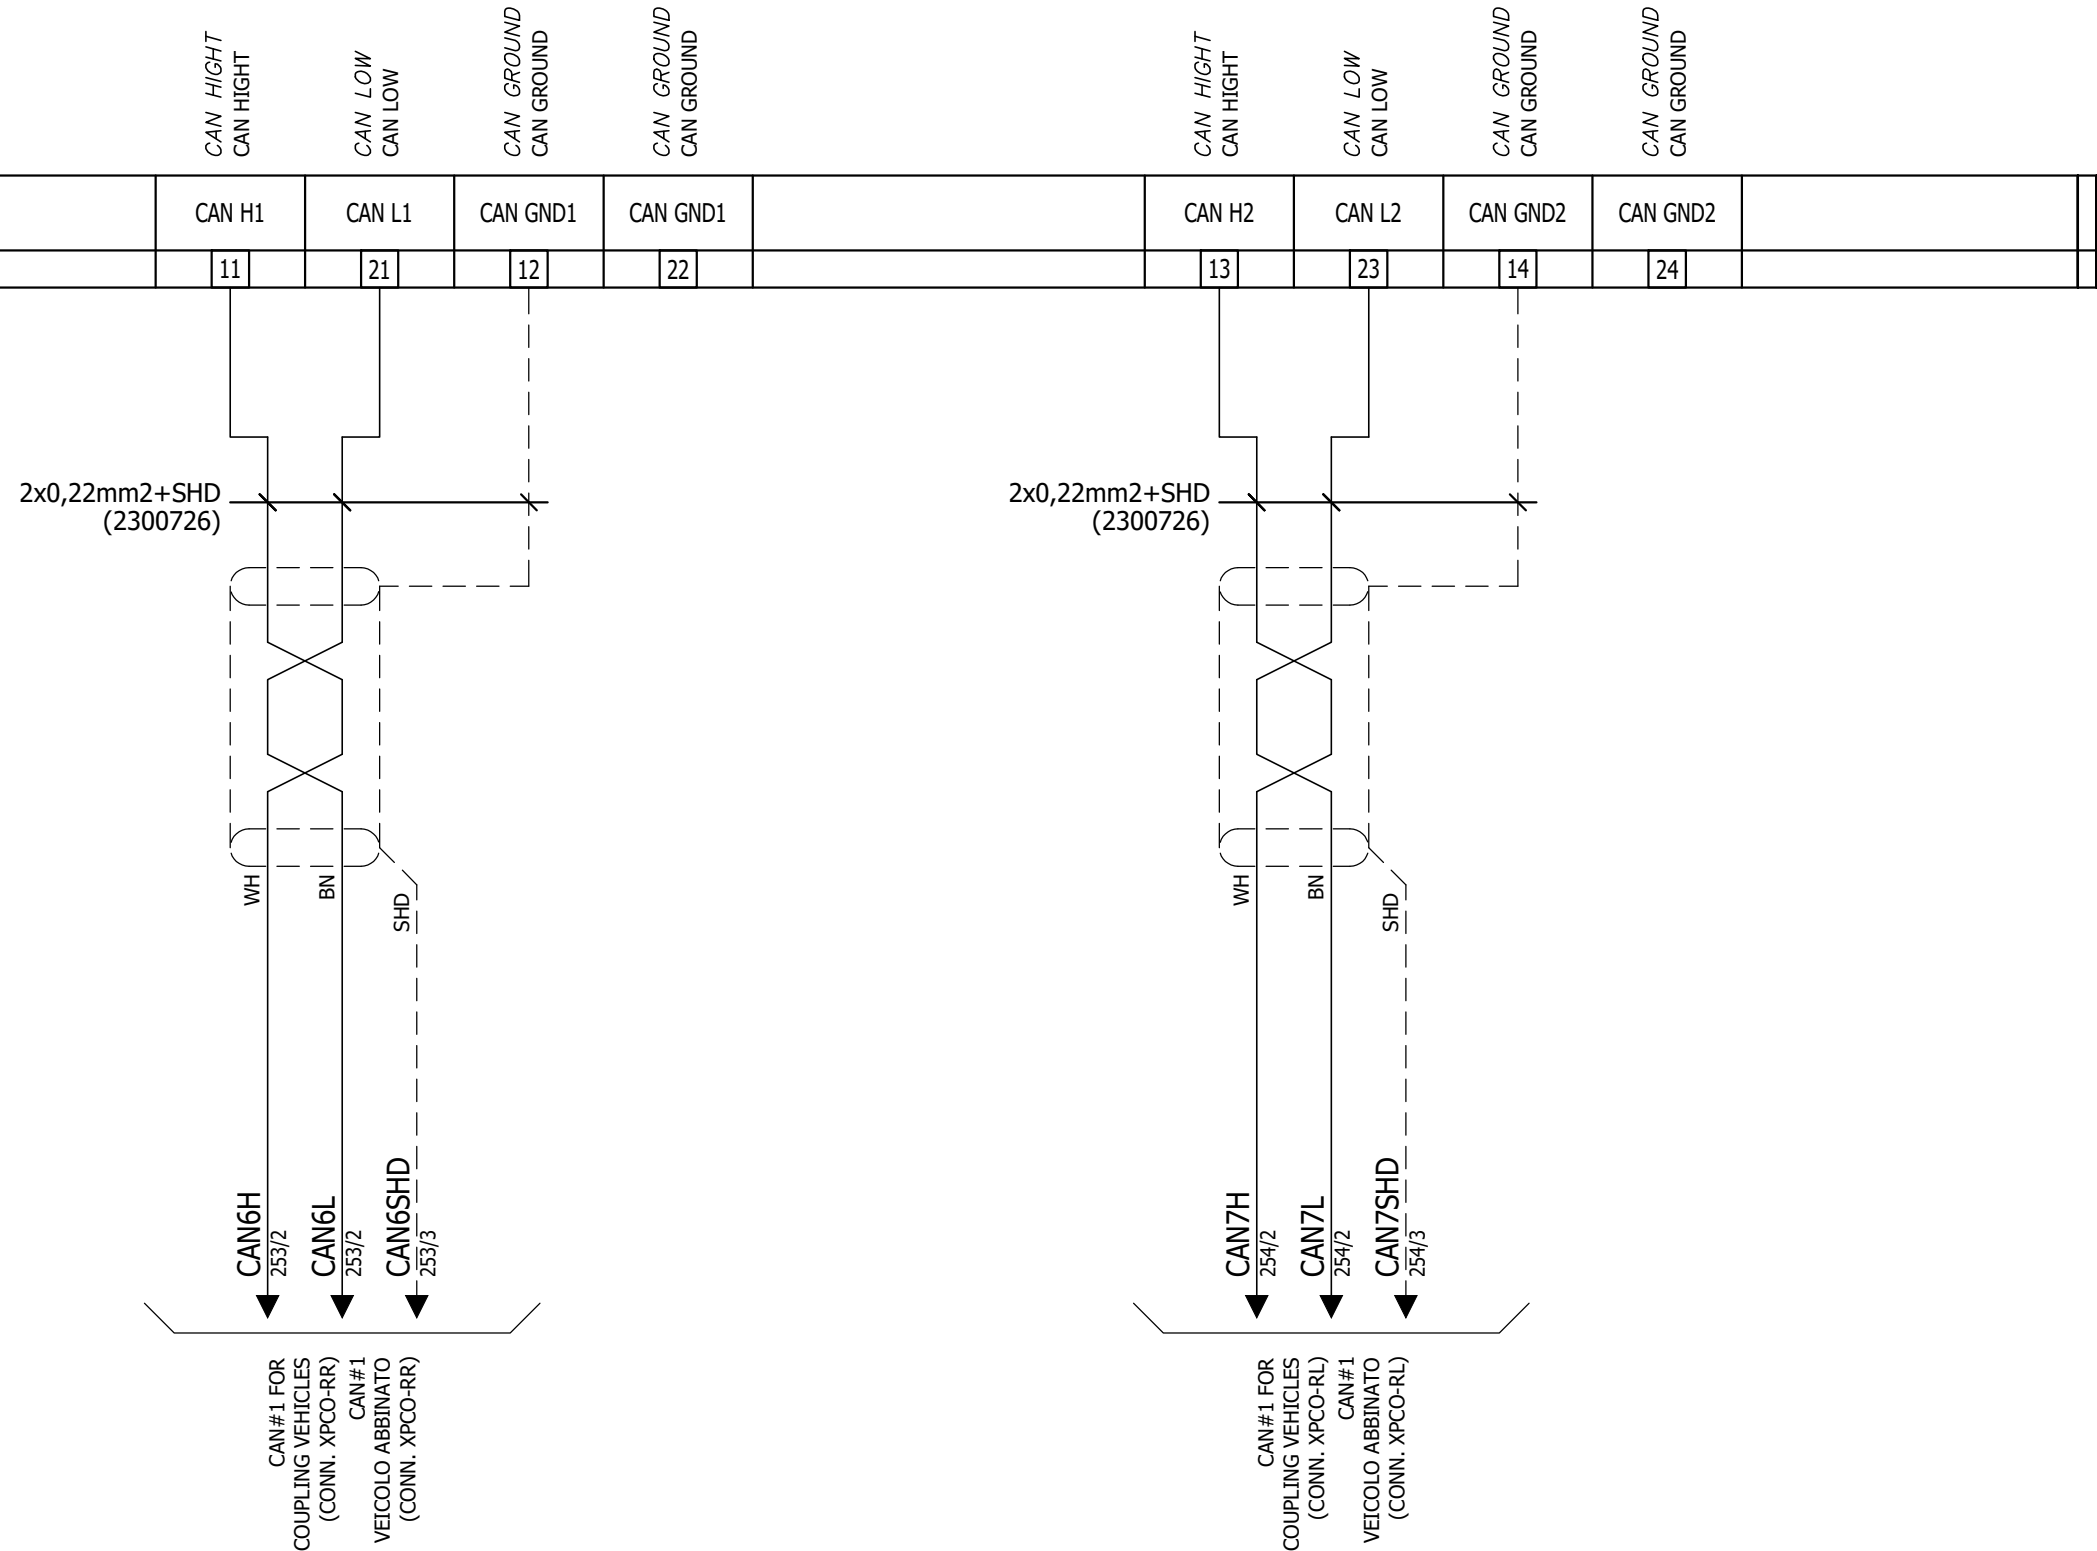 CAN HIGHT
CAN HIGHT
CAN LOW
CAN LOW
CAN GROUND
CAN GROUND
CAN GROUND
CAN GROUND
CAN HIGHT
CAN HIGHT
CAN LOW
CAN LOW
CAN GROUND
CAN GROUND
CAN GROUND
CAN GROUND
CAN H1
CAN L1
CAN GND1
CAN GND1
CAN H2
CAN L2
CAN GND2
CAN GND2
11
21
12
22
13
23
14
24
2x0,22mm2+SHD
(2300726)
2x0,22mm2+SHD
(2300726)
WH
BN
SHD
WH
BN
SHD
CAN6H
253/2
CAN6L
253/2
CAN6SHD
253/3
CAN7H
254/2
CAN7L
254/2
CAN7SHD
254/3
CAN#1 FOR
COUPLING VEHICLES
(CONN. XPCO-RR)
CAN#1
VEICOLO ABBINATO
(CONN. XPCO-RR)
CAN#1 FOR
COUPLING VEHICLES
(CONN. XPCO-RL)
CAN#1
VEICOLO ABBINATO
(CONN. XPCO-RL)